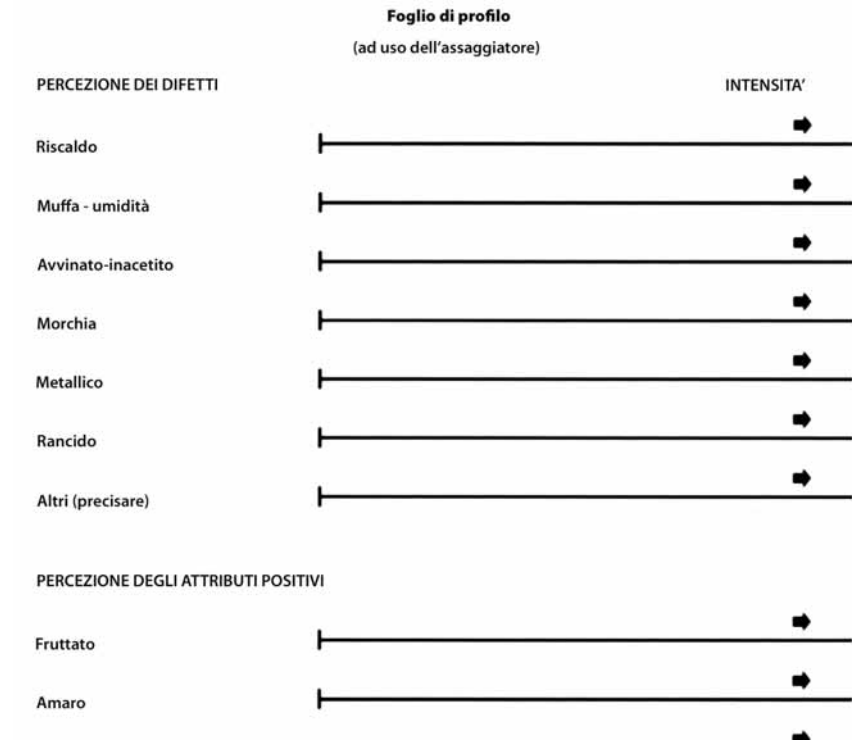 Foglio di profilo
(ad uso dell'assaggiatore)
PERCEZIONE DEI DIFETTI INTENSITA'
Riscaldo
Muffa - umidità
Avvinato-inacetito
Morchia
Metallico
Rancido
Altri (precisare)
PERCEZIONE DEGLI ATTRIBUTI POSITIVI
Fruttato
Amaro